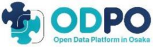 ODPO
Open Data Platform in Osaka